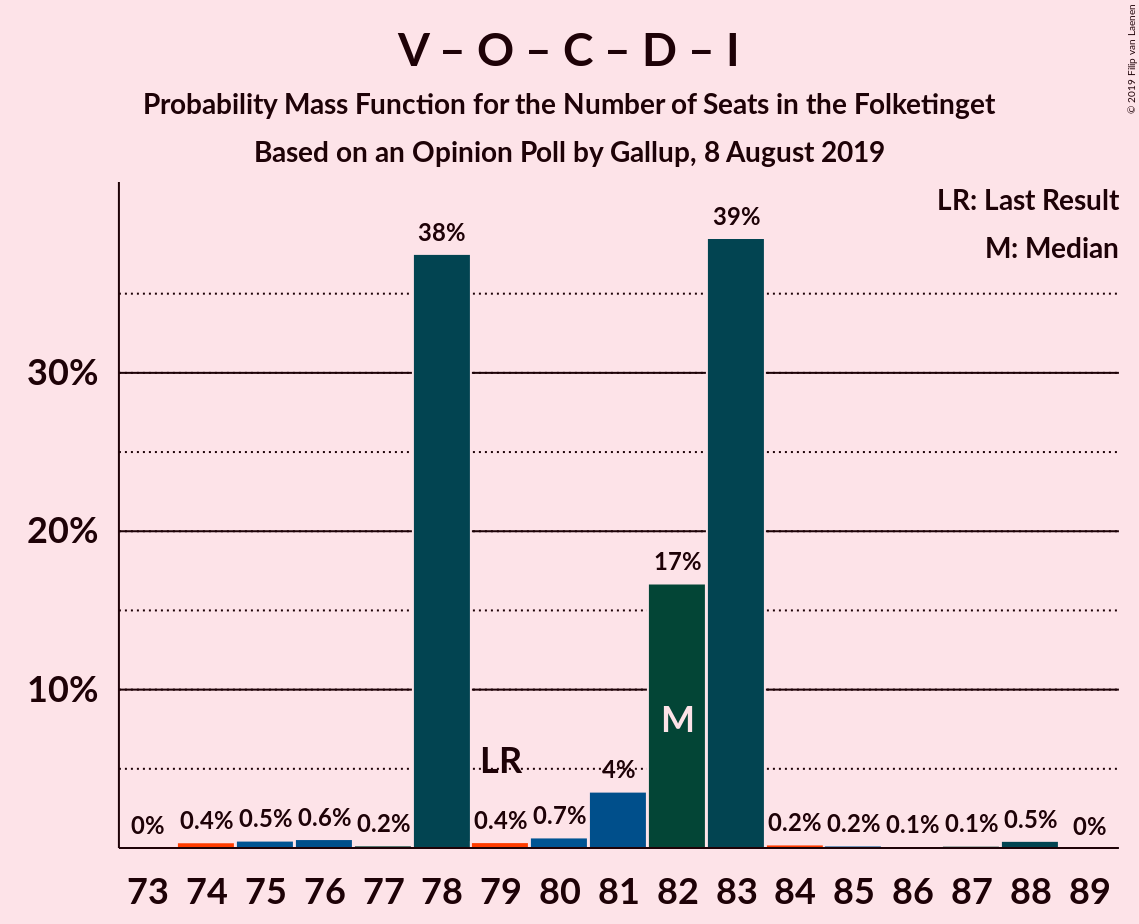 V – O – C – D – I
Probability Mass Function for the Number of Seats in the Folketinget
Based on an Opinion Poll by Gallup, 8 August 2019
© 2019 Filip van Laenen
LR: Last Result
M: Median
30%
20%
10%
0%
0.4%
0.5%
0.6%
0.2%
38%
0.4%
LR
0.7%
4%
17%
M
39%
0.2%
0.2%
0.1%
0.1%
0.5%
0%
73 74 75 76 77 78 79 80 81 82 83 84 85 86 87 88 89